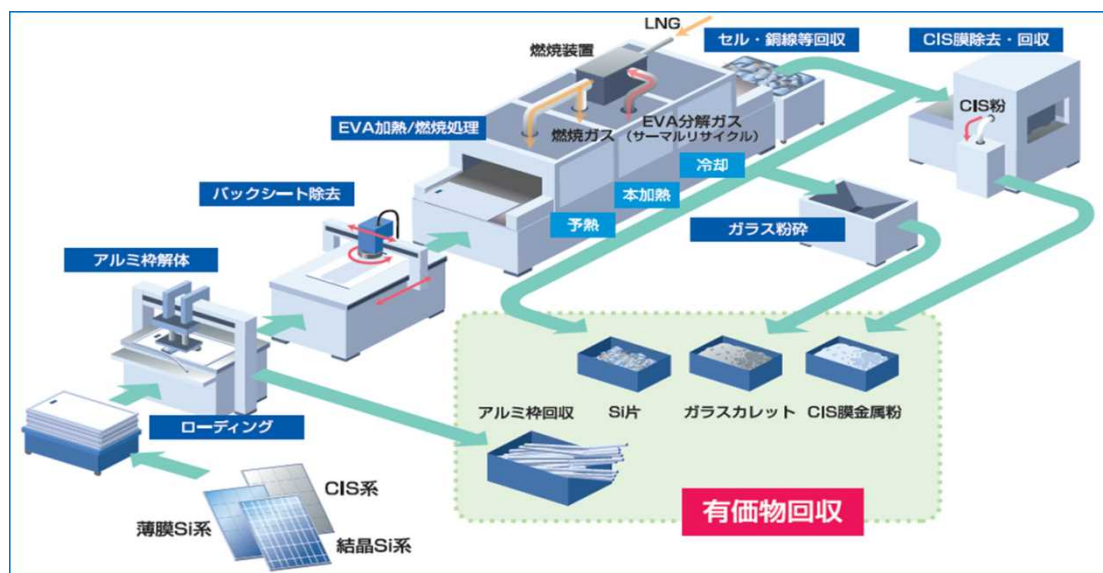 LNG
燃焼装置
セル・銅線等回収
CIS膜除去・回収
CIS粉
EVA加熱/燃焼処理
燃焼ガス
EVA分解ガス
(サーマルリサイクル)
冷却
本加熱
予熱
バックシート除去
ガラス粉砕
アルミ枠解体
ローディング
CIS系
薄膜Si系
結晶Si系
アルミ枠回収
Si片
ガラスカレット
CIS膜金属粉
有価物回収